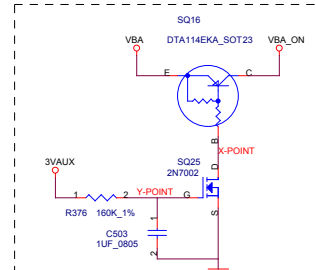 SQ16
VBA
DTA114EKA_SOT23
VBA_ON
E
C
B
X-POINT
3VAUX
SQ25
2N7002
D
1
2
Y-POINT
G
R376
160K_1%
S
1
C503
1UF_0805
2